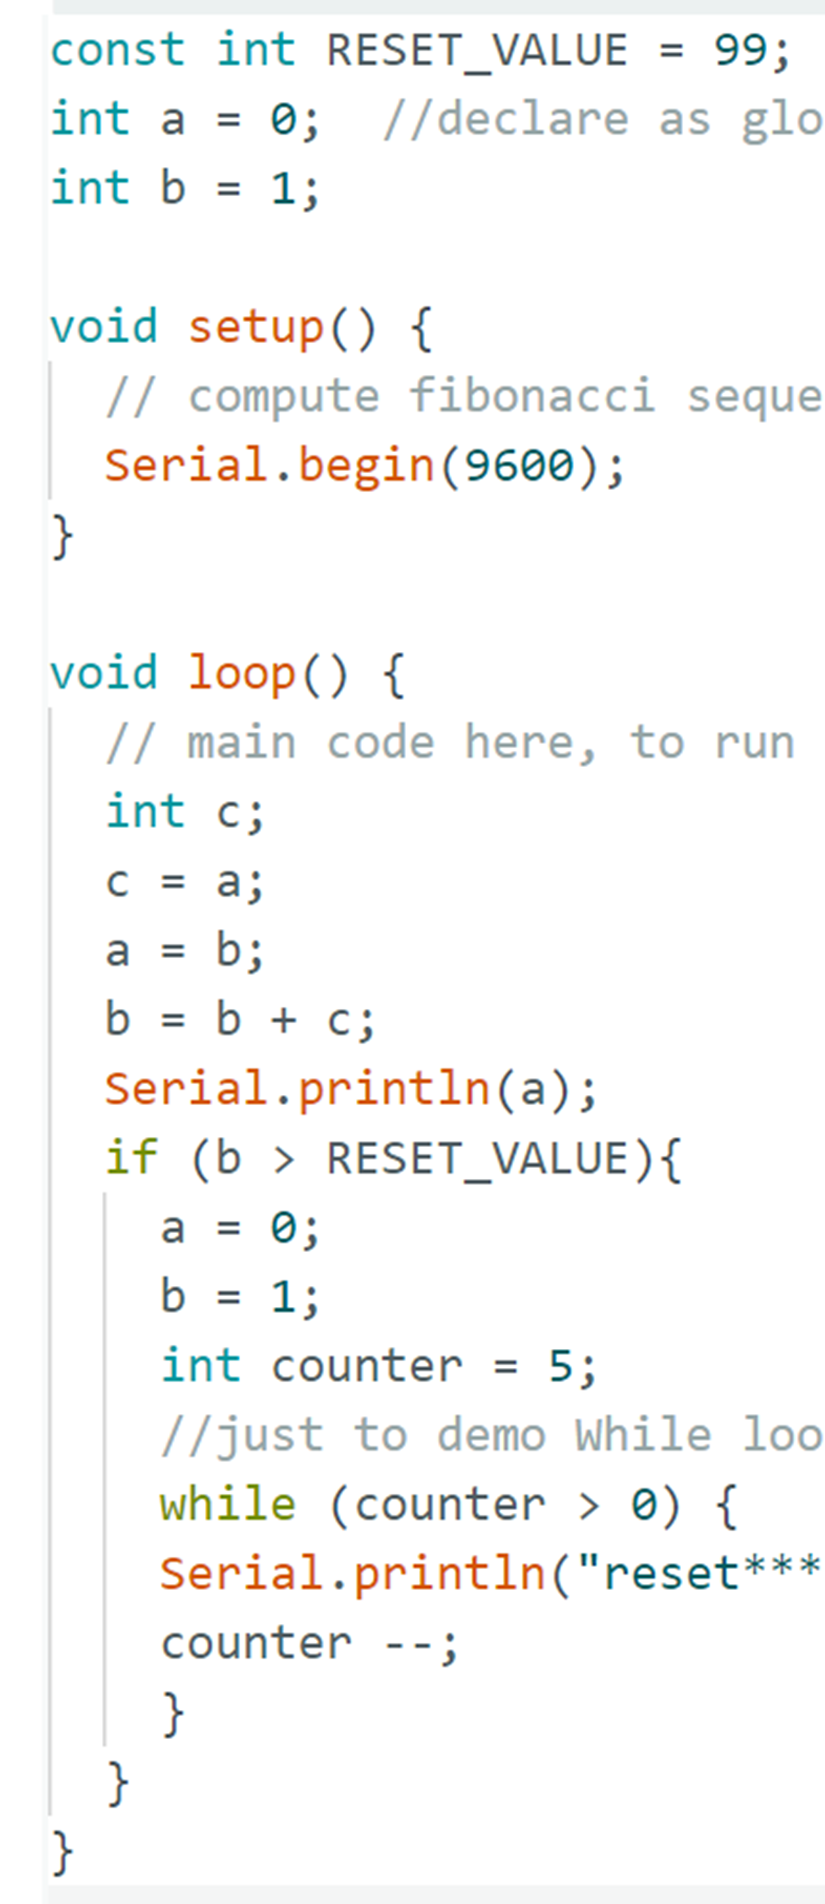 const int RESET_VALUE = 99;
int a = 0;  //declare as glo
int b = 1;

void setup() {
  // compute fibonacci seque
  Serial.begin(9600);
}

void loop() {
  // main code here, to run
  int c;
  c = a;
  a = b;
  b = b + c;
  Serial.println(a);
  if (b > RESET_VALUE){
    a = 0;
    b = 1;
    int counter = 5;
    //just to demo While loo
    while (counter > 0) {
    Serial.println("reset***
    counter --;
    }
  }
}